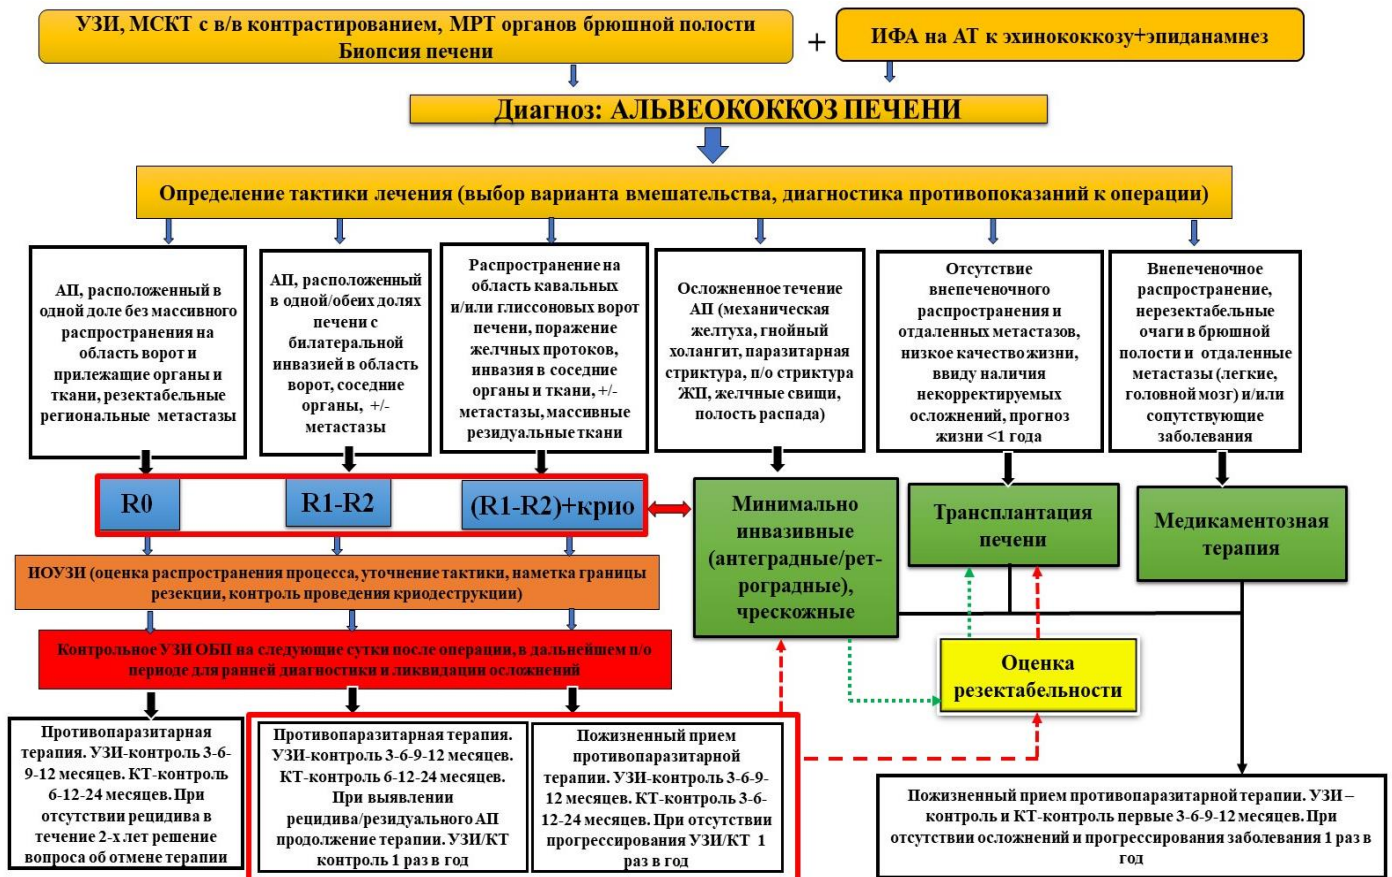 УЗИ, МСКТ с в/в контрастированием, МРТ органов брюшной полости
Биопсия печени
+
ИФА на АТ к эхинококкозу+эпиданамнез
Диагноз: АЛЬВЕОКОККОЗ ПЕЧЕНИ
Определение тактики лечения (выбор варианта вмешательства, диагностика противопоказаний к операции)
АП, расположенный в
одной доле без массивного
распространения на
область ворот и
прилежащие органы и
ткани, резектабельные
региональные метастазы
АП, расположенный
в одной/обеих долях
печени с
билатеральной
инвазией в область
ворот, соседние
органы, +/-
метастазы
Распространение на
область кавальных
и/или глиссоновых ворот
печени, поражение
желчных протоков,
инвазия в соседние
органы и ткани, +/-
метастазы, массивные
резидуальные ткани
Осложненное течение
АП (механическая
желтуха, гнойный
холангит, паразитарная
стриктура, п/о стриктура
ЖП, желчные свищи,
полость распада)
Отсутствие
внепеченочного
распространения и
отдаленных метастазов,
низкое качество жизни,
ввиду наличия
некорректируемых
осложнений, прогноз
жизни <1 года
Внепеченочное
распространение,
нерезектабельные
очаги в брюшной
полости и отдаленные
метастазы (легкие,
головной мозг) и/или
сопутствующие
заболевания
R0
R1-R2
(R1-R2)+крио
Минимально
инвазивные
(антеградные/рет-
роградные),
чрескожные
Трансплантация
печени
Медикаментозная
терапия
ИОУЗИ (оценка распространения процесса, уточнение тактики, наметка границы
резекции, контроль проведения криодеструкции)
Контрольное УЗИ ОБП на следующие сутки после операции, в дальнейшем п/о
периоде для ранней диагностики и ликвидации осложнений
Оценка
резектабельности
Противопаразитарная
терапия. УЗИ-контроль 3-6-
9-12 месяцев. КТ-контроль
6-12-24 месяцев. При
отсутствии рецидива в
течение 2-х лет решение
вопроса об отмене терапии
Противопаразитарная терапия.
УЗИ-контроль 3-6-9-12 месяцев.
КТ-контроль 6-12-24 месяцев.
При выявлении
рецидива/резидуального АП
продолжение терапии. УЗИ/КТ
контроль 1 раз в год
Пожизненный прием
противопаразитарной
терапии. УЗИ-контроль 3-6-9-
12 месяцев. КТ-контроль 3-6-
12-24 месяцев. При отсутствии
прогрессирования УЗИ/КТ 1
раз в год
Пожизненный прием противопаразитарной терапии. УЗИ –
контроль и КТ-контроль первые 3-6-9-12 месяцев. При
отсутствии осложнений и прогрессирования заболевания 1 раз в
год